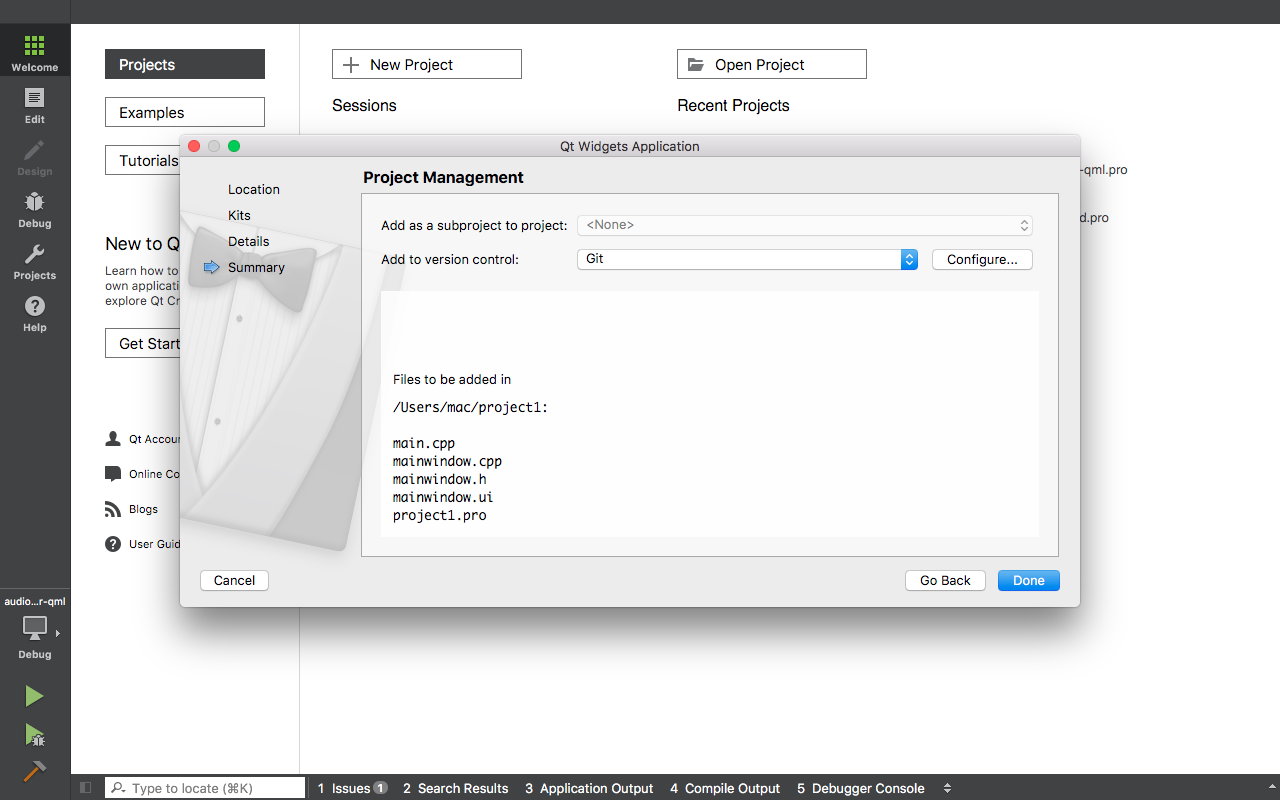 Welcome
Edit
Design
Debug
Projects
Help
audio...r-qml
Debug
Projects
Examples
Tutorials
New to Q
Learn how to
own applicati
explore Qt Cr
Get Start
Qt Accou
Online Co
Blogs
User Guid
New Project
Sessions
Open Project
Recent Projects
-qml.pro
d.pro
Qt Widgets Application
Location
Kits
Details
Summary
Project Management
Add as a subproject to project: <None>
Add to version control: Git Configure...
Files to be added in
/Users/mac/project1:
main.cpp
mainwindow.cpp
mainwindow.h
mainwindow.ui
project1.pro
Cancel
Go Back
Done
Type to locate (⌘K)
1 Issues 1
2 Search Results
3 Application Output
4 Compile Output
5 Debugger Console